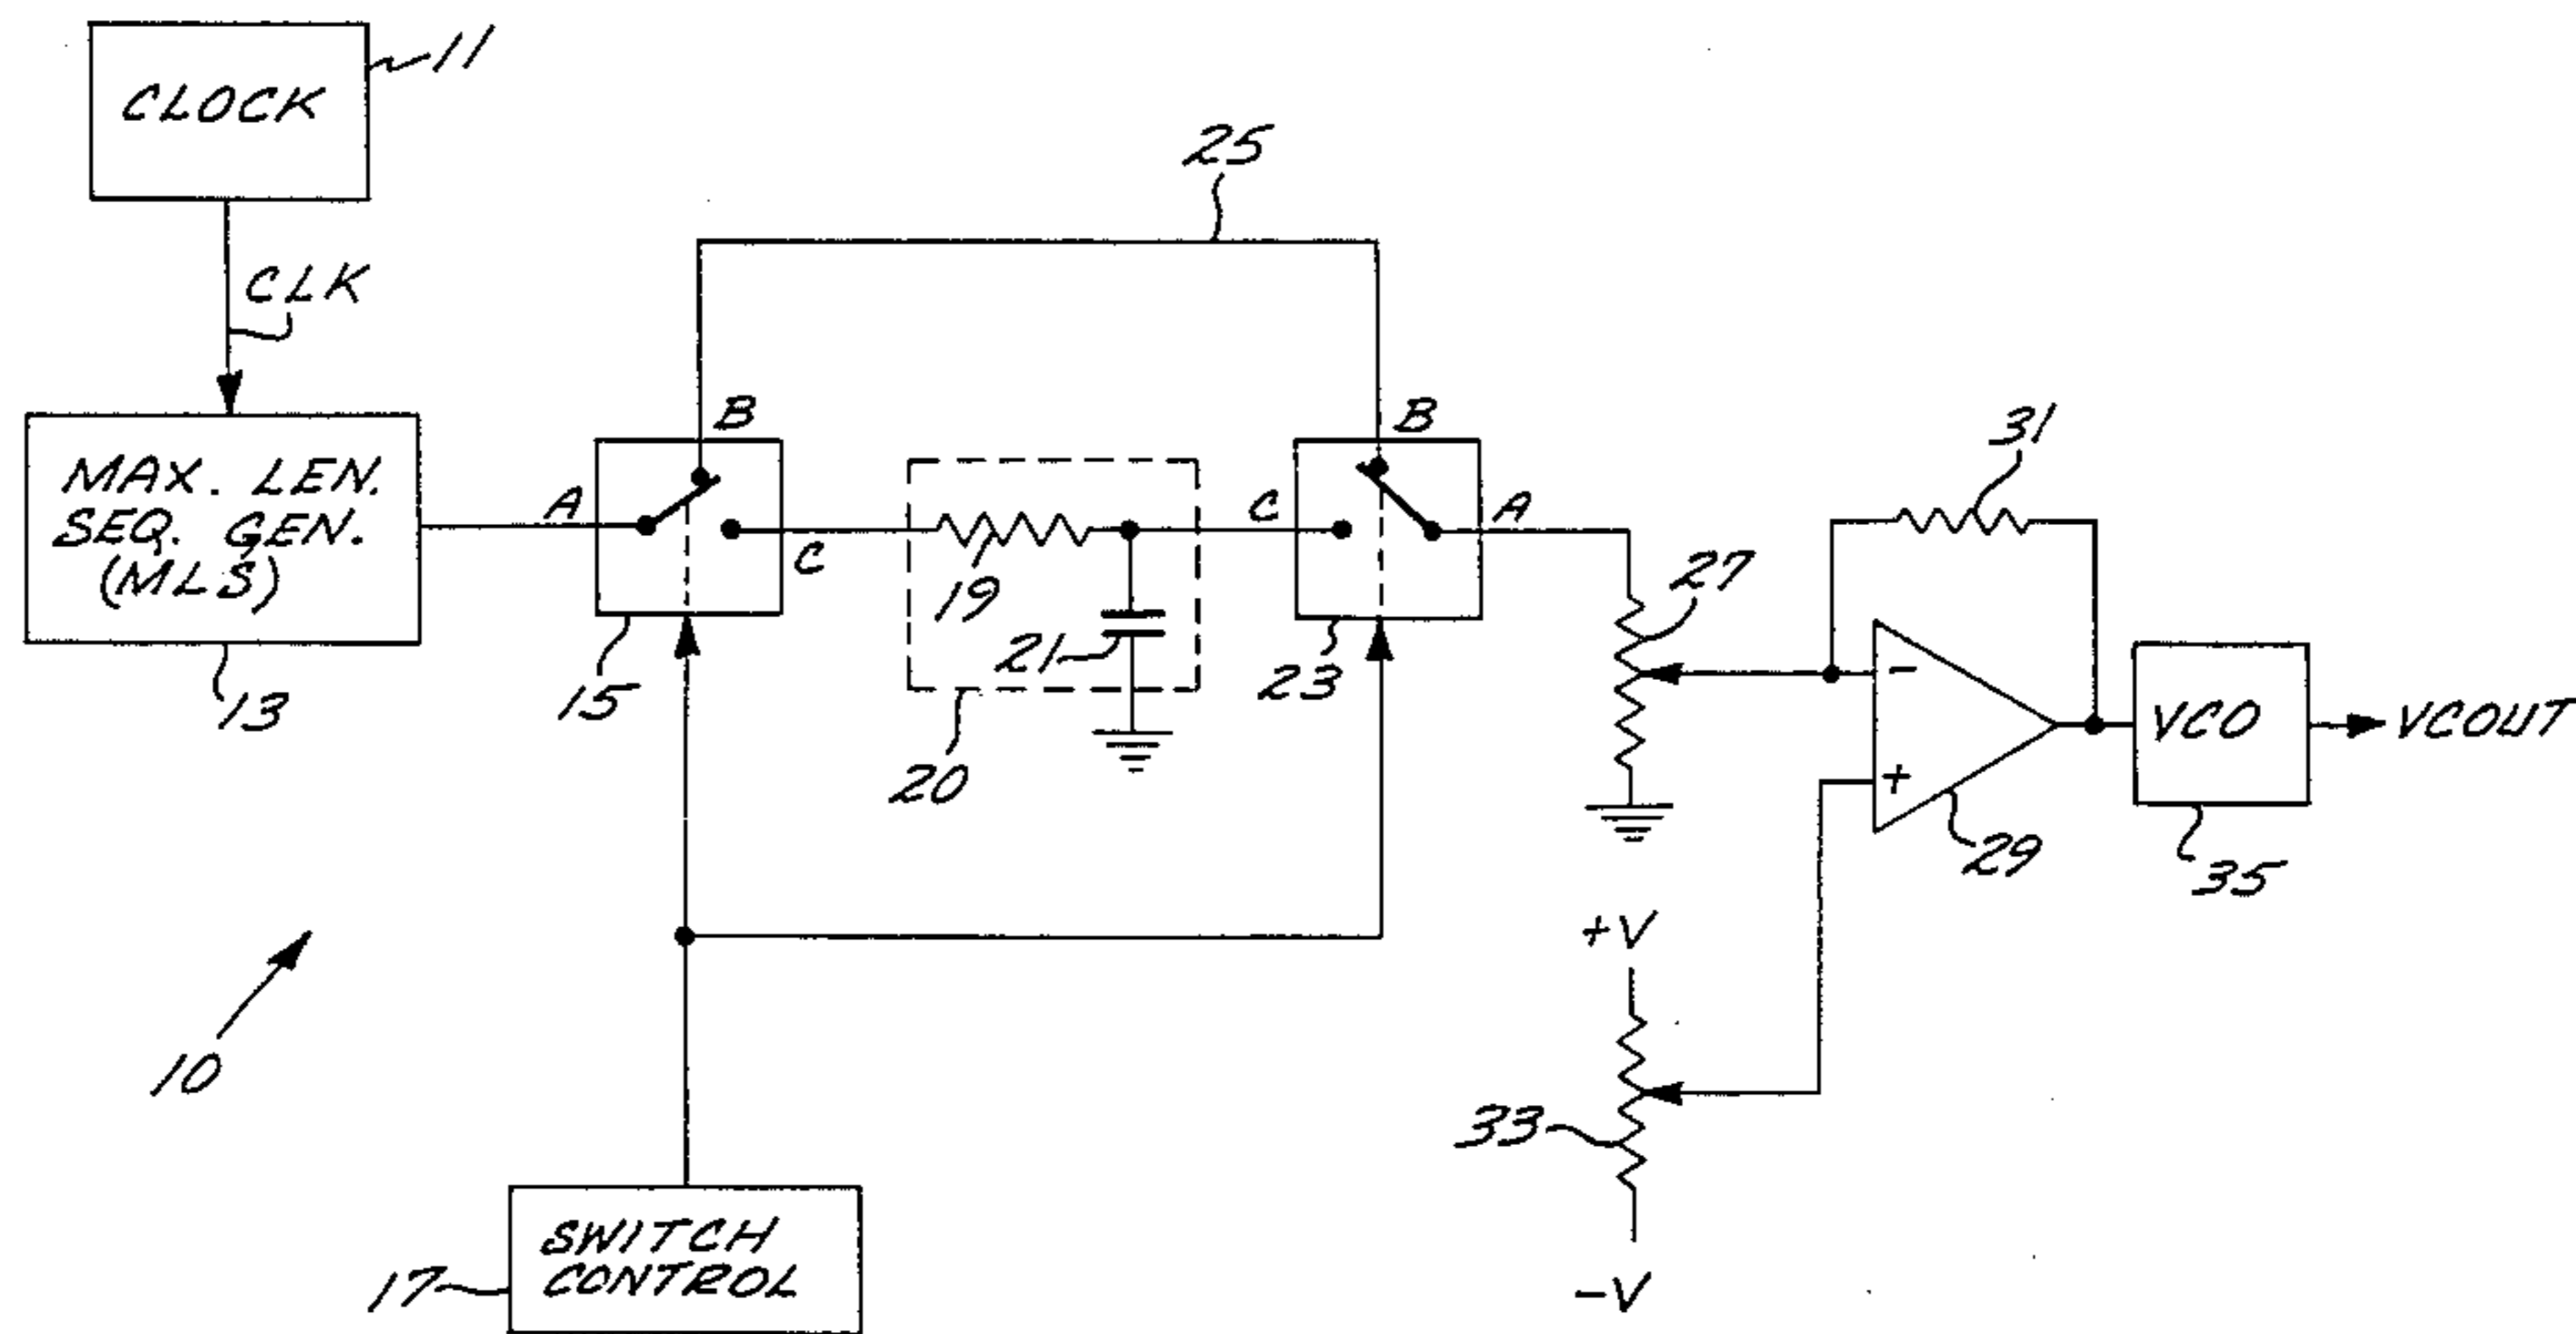 CLOCK
11
CLK
25
MAX. LEN.
SEQ. GEN.
(MLS)
13
A
B
C
15
19
21
20
C
B
A
23
27
31
-
+
29
VCO
35
VCOUT
10
+V
33
-V
SWITCH
CONTROL
17